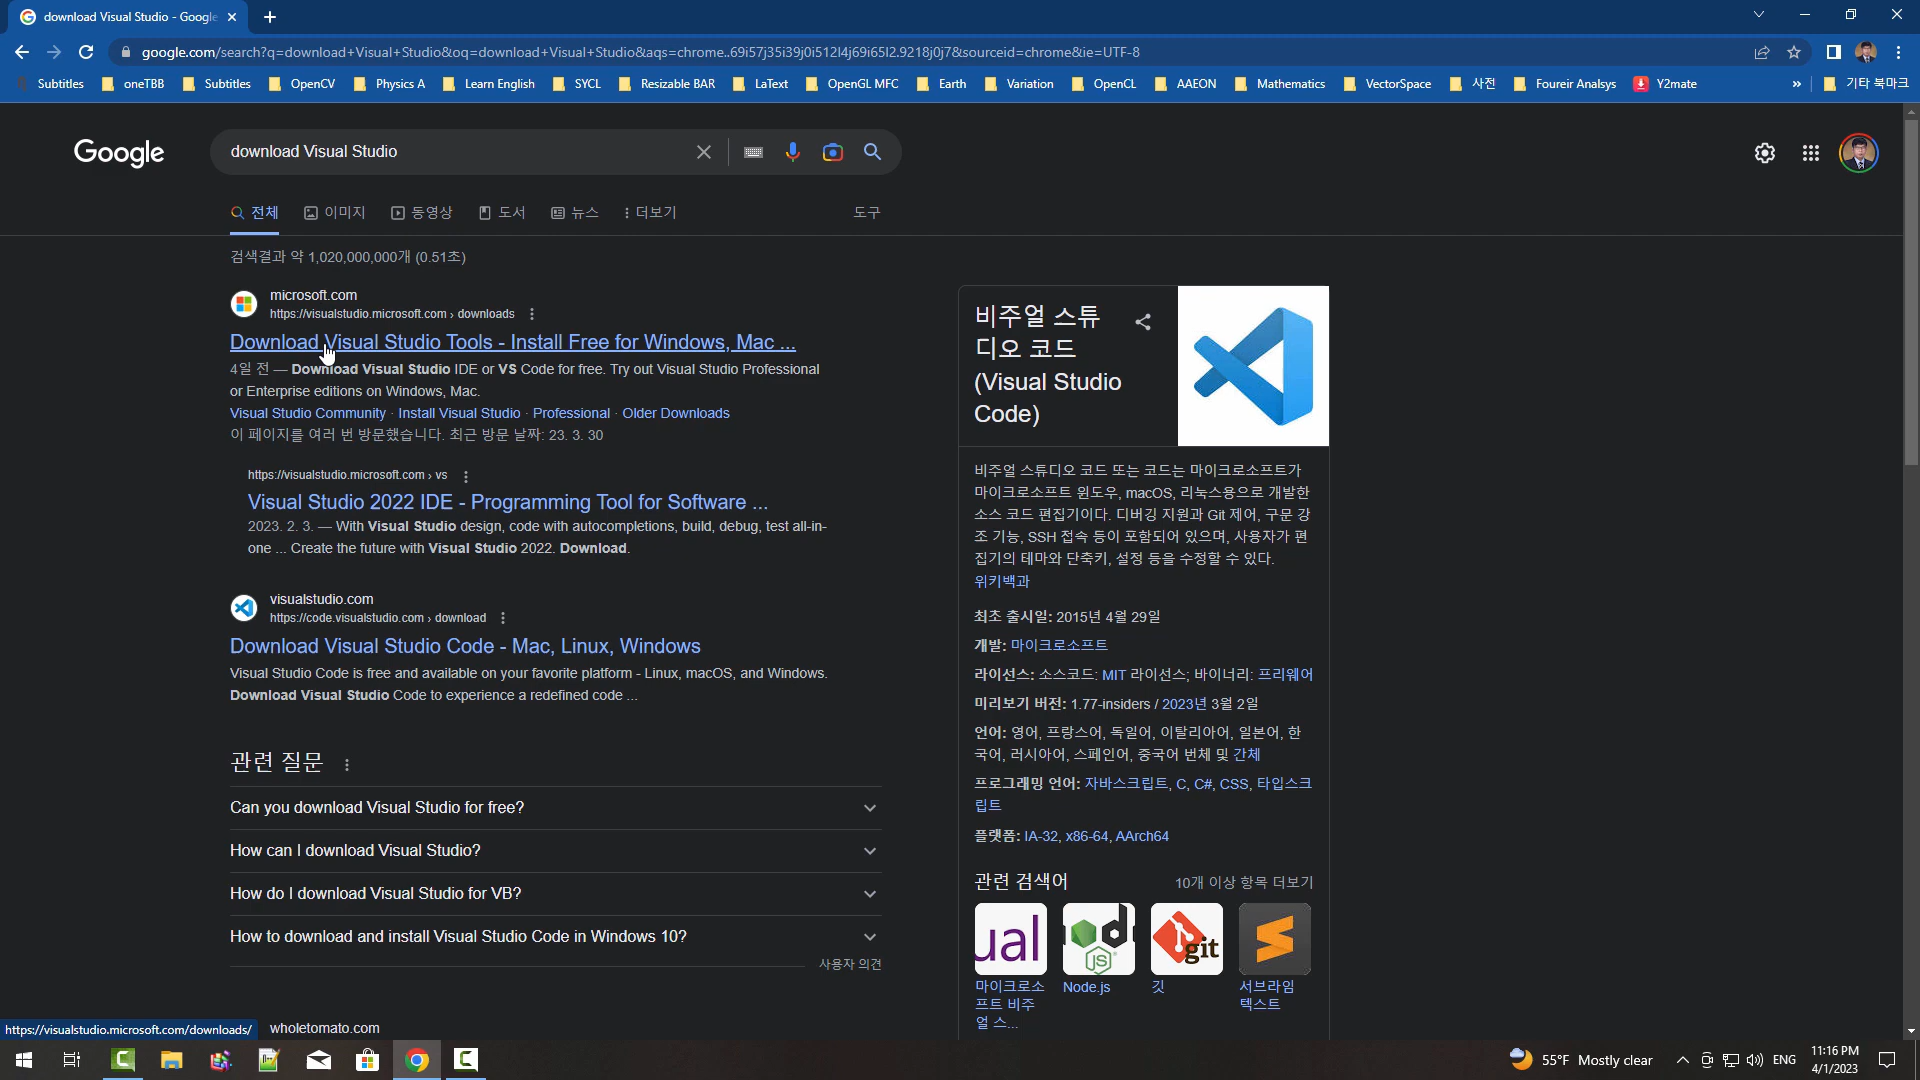 download Visual Studio - Google
google.com/search?q=download+Visual+Studio&oq=download+Visual+Studio&aqs=chrome..69i57j35i39j0i512l4j69i65l2.9218j0j7&sourceid=chrome&ie=UTF-8
Subtitles oneTBB Subtitles OpenCV Physics A Learn English SYCL Resizable BAR LaText OpenGL MFC Earth Variation OpenCL AAEON Mathematics VectorSpace 사전 Foureir Analsys Y2mate » 기타 북마크
Google
download Visual Studio
전체 이미지 동영상 도서 뉴스 더보기 도구
검색결과 약 1,020,000,000개 (0.51초)
microsoft.com
https://visualstudio.microsoft.com › downloads
Download Visual Studio Tools - Install Free for Windows, Mac ...
4일 전 — Download Visual Studio IDE or VS Code for free. Try out Visual Studio Professional
or Enterprise editions on Windows, Mac.
Visual Studio Community · Install Visual Studio · Professional · Older Downloads
이 페이지를 여러 번 방문했습니다. 최근 방문 날짜: 23. 3. 30
https://visualstudio.microsoft.com › vs
Visual Studio 2022 IDE - Programming Tool for Software ...
2023. 2. 3. — With Visual Studio design, code with autocompletions, build, debug, test all-in-
one ... Create the future with Visual Studio 2022. Download.
visualstudio.com
https://code.visualstudio.com › download
Download Visual Studio Code - Mac, Linux, Windows
Visual Studio Code is free and available on your favorite platform - Linux, macOS, and Windows.
Download Visual Studio Code to experience a redefined code ...
관련 질문
Can you download Visual Studio for free?
How can I download Visual Studio?
How do I download Visual Studio for VB?
How to download and install Visual Studio Code in Windows 10?
사용자 의견
wholetomato.com
https://visualstudio.microsoft.com/downloads/
비주얼 스튜
디오 코드
(Visual Studio
Code)
비주얼 스튜디오 코드 또는 코드는 마이크로소프트가
마이크로소프트 윈도우, macOS, 리눅스용으로 개발한
소스 코드 편집기이다. 디버깅 지원과 Git 제어, 구문 강
조 기능, SSH 접속 등이 포함되어 있으며, 사용자가 편
집기의 테마와 단축키, 설정 등을 수정할 수 있다.
위키백과
최초 출시일: 2015년 4월 29일
개발: 마이크로소프트
라이선스: 소스코드: MIT 라이선스; 바이너리: 프리웨어
미리보기 버전: 1.77-insiders / 2023년 3월 2일
언어: 영어, 프랑스어, 독일어, 이탈리아어, 일본어, 한
국어, 러시아어, 스페인어, 중국어 번체 및 간체
프로그래밍 언어: 자바스크립트, C, C#, CSS, 타입스크
립트
플랫폼: IA-32, x86-64, AArch64
관련 검색어 10개 이상 항목 더보기
ual
JS
git
마이크로소
프트 비주
얼 스...
Node.js
깃
서브라임
텍스트
55°F Mostly clear
ENG
11:16 PM
4/1/2023